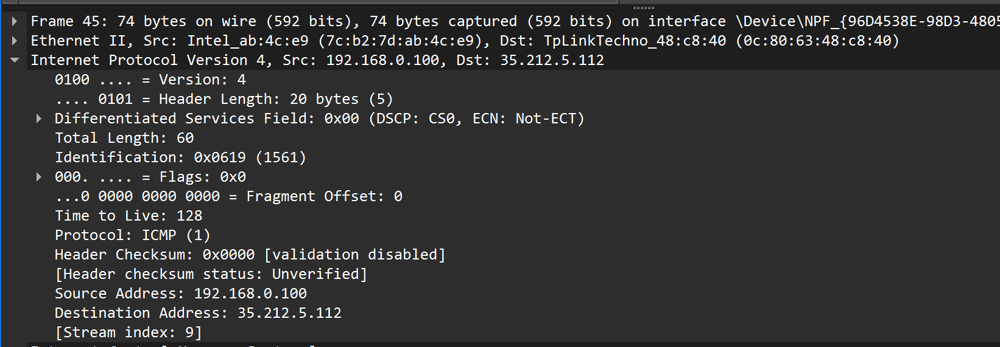 Frame 45: 74 bytes on wire (592 bits), 74 bytes captured (592 bits) on interface \Device\NPF_{96D4538E-98D3-4805
Ethernet II, Src: Intel_ab:4c:e9 (7c:b2:7d:ab:4c:e9), Dst: TpLinkTechno_48:c8:40 (0c:80:63:48:c8:40)
Internet Protocol Version 4, Src: 192.168.0.100, Dst: 35.212.5.112
0100 .... = Version: 4
.... 0101 = Header Length: 20 bytes (5)
Differentiated Services Field: 0x00 (DSCP: CS0, ECN: Not-ECT)
Total Length: 60
Identification: 0x0619 (1561)
000. .... = Flags: 0x0
...0 0000 0000 0000 = Fragment Offset: 0
Time to Live: 128
Protocol: ICMP (1)
Header Checksum: 0x0000 [validation disabled]
[Header checksum status: Unverified]
Source Address: 192.168.0.100
Destination Address: 35.212.5.112
[Stream index: 9]